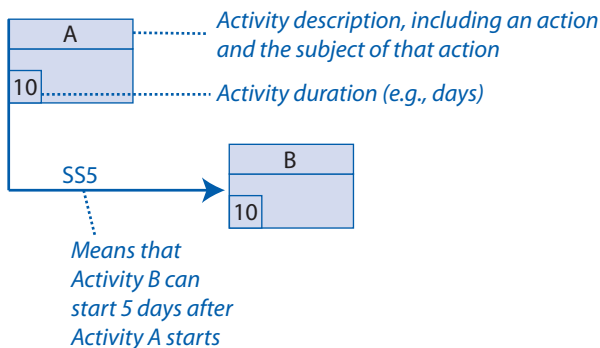 A
Activity description, including an action
and the subject of that action
10
Activity duration (e.g., days)
SS5
B
10
Means that
Activity B can
start 5 days after
Activity A starts